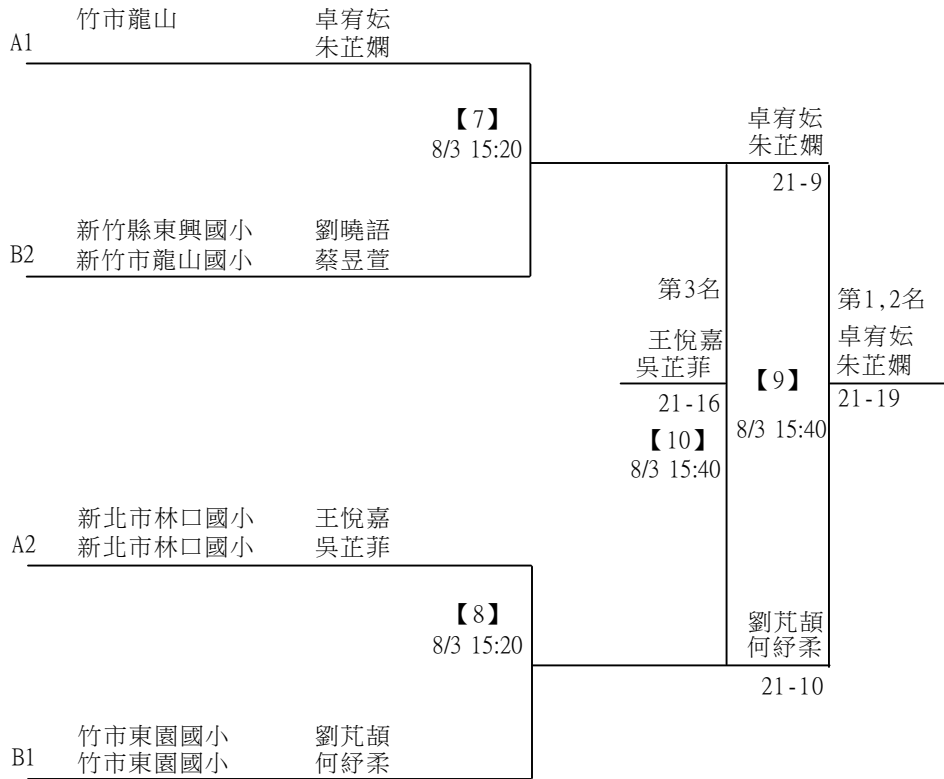 竹市龍山 卓宥妘
A1 朱芷嫻
【7】
8/3 15:20
卓宥妘
朱芷嫻
21-9
新竹縣東興國小 劉曉語
B2 新竹市龍山國小 蔡昱萱
第3名
第1,2名
王悅嘉
吳芷菲
卓宥妘
朱芷嫻
【9】
21-16
21-19
【10】
8/3 15:40
8/3 15:40
新北市林口國小 王悅嘉
A2 新北市林口國小 吳芷菲
【8】
8/3 15:20
劉芃頡
何紓柔
21-10
竹市東園國小 劉芃頡
B1 竹市東園國小 何紓柔